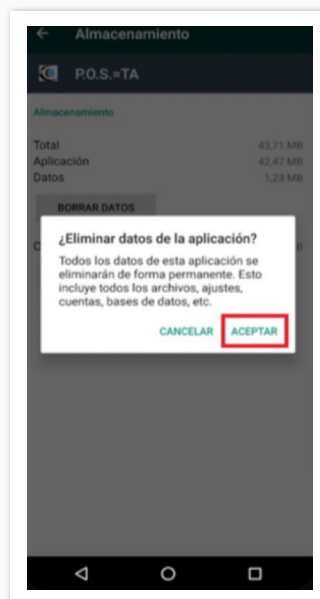 Almacenamiento
P.O.S.=TA
Almacenamiento
Total 43,71 MB
Aplicación 42,47 MB
Datos 1,23 MB
BORRAR DATOS
¿Eliminar datos de la aplicación?
Todos los datos de esta aplicación se
eliminarán de forma permanente. Esto
incluye todos los archivos, ajustes,
cuentas, bases de datos, etc.
CANCELAR ACEPTAR